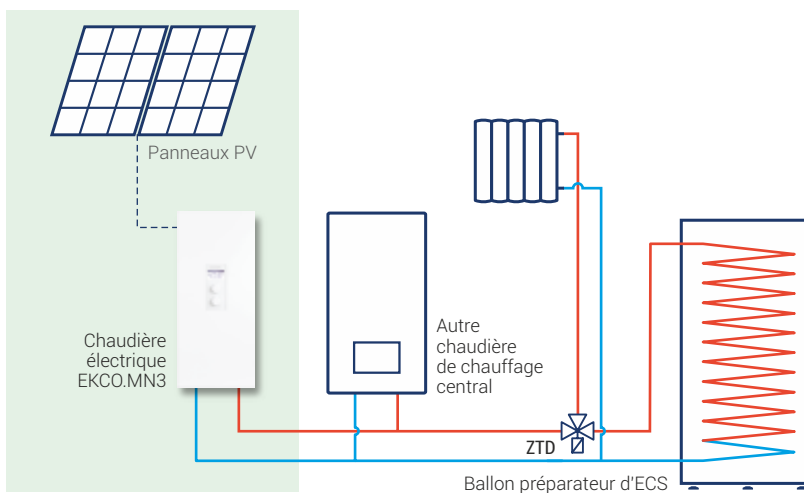 Panneaux PV
Chaudière
électrique
EKCO.MN3
Autre
chaudière
de chauffage
central
ZTD
Ballon préparateur d'ECS